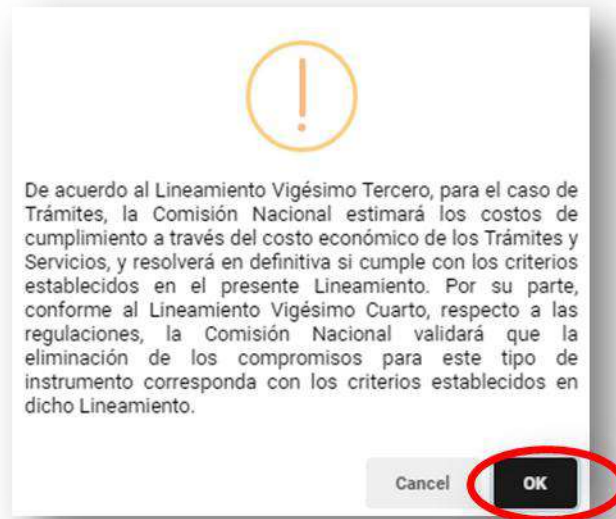 De acuerdo al Lineamiento Vigésimo Tercero, para el caso de
Trámites, la Comisión Nacional estimará los costos de
cumplimiento a través del costo económico de los Trámites y
Servicios, y resolverá en definitiva si cumple con los criterios
establecidos en el presente Lineamiento. Por su parte,
conforme al Lineamiento Vigésimo Cuarto, respecto a las
regulaciones, la Comisión Nacional validará que la
eliminación de los compromisos para este tipo de
instrumento corresponda con los criterios establecidos en
dicho Lineamiento.
Cancel OK